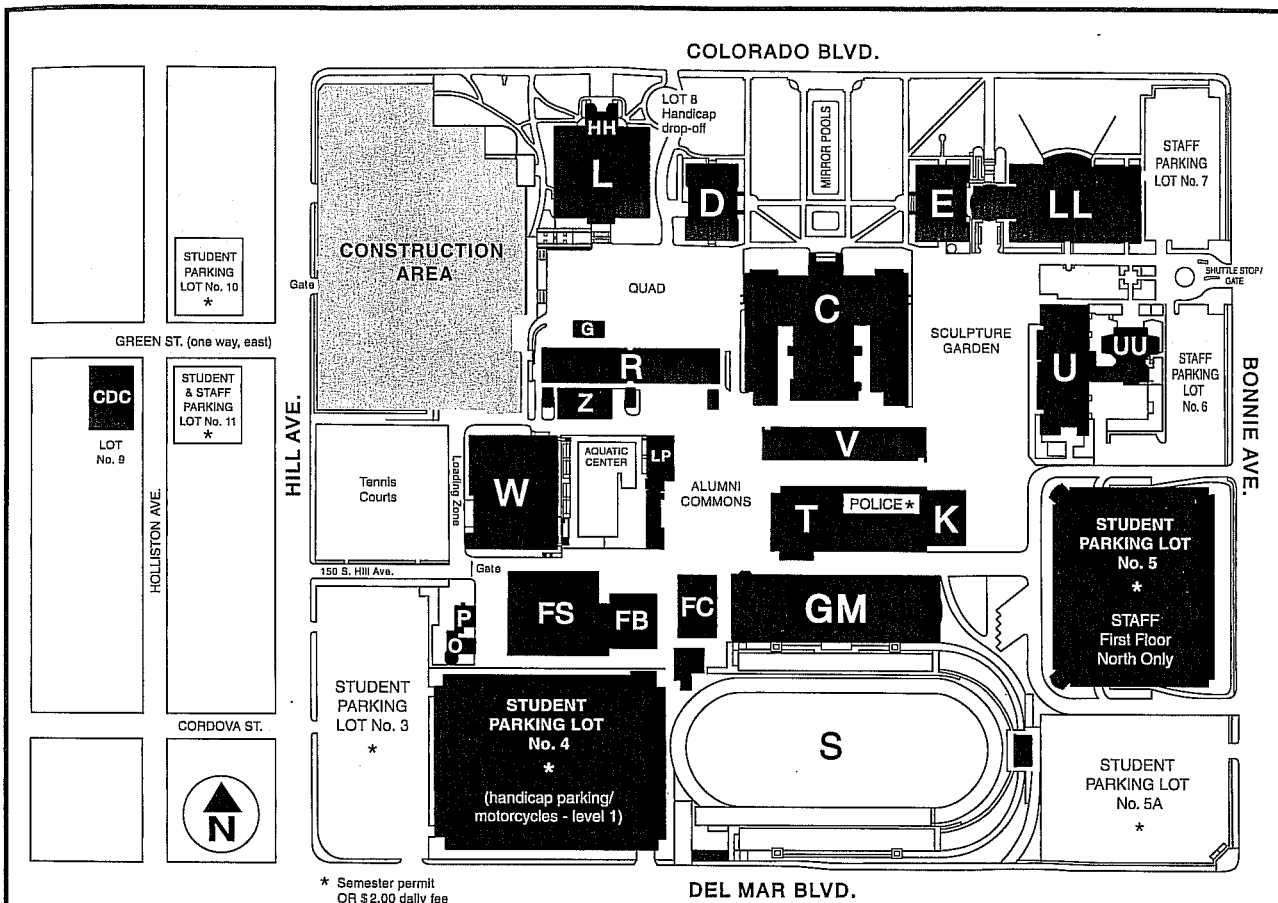 COLORADO BLVD.
LOT 8
Handicap
drop-off
HH
L
D
MIRROR POOLS
E
LL
STAFF
PARKING
LOT No. 7
CONSTRUCTION
AREA
STUDENT
PARKING
LOT No. 10
*
Gate
QUAD
C
SCULPTURE
GARDEN
SHUTTLE STOP/
GATE
GREEN ST. (one way, east)
G
R
Z
U
UU
STAFF
PARKING
LOT
No. 6
BONNIE AVE.
CDC
LOT
No. 9
STUDENT
& STAFF
PARKING
LOT No. 11
*
HILL AVE.
HOLLISTON AVE.
Tennis
Courts
Loading Zone
W
AQUATIC
CENTER
LP
ALUMNI
COMMONS
V
T
POLICE *
K
STUDENT
PARKING LOT
No. 5
*
STAFF
First Floor
North Only
150 S. Hill Ave.
Gate
P
O
FS
FB
FC
GM
STUDENT
PARKING
LOT No. 3
*
STUDENT
PARKING LOT
No. 4
*
(handicap parking/
motorcycles - level 1)
S
STUDENT
PARKING LOT
No. 5A
*
CORDOVA ST.
N
* Semester permit
OR $2.00 daily fee
DEL MAR BLVD.